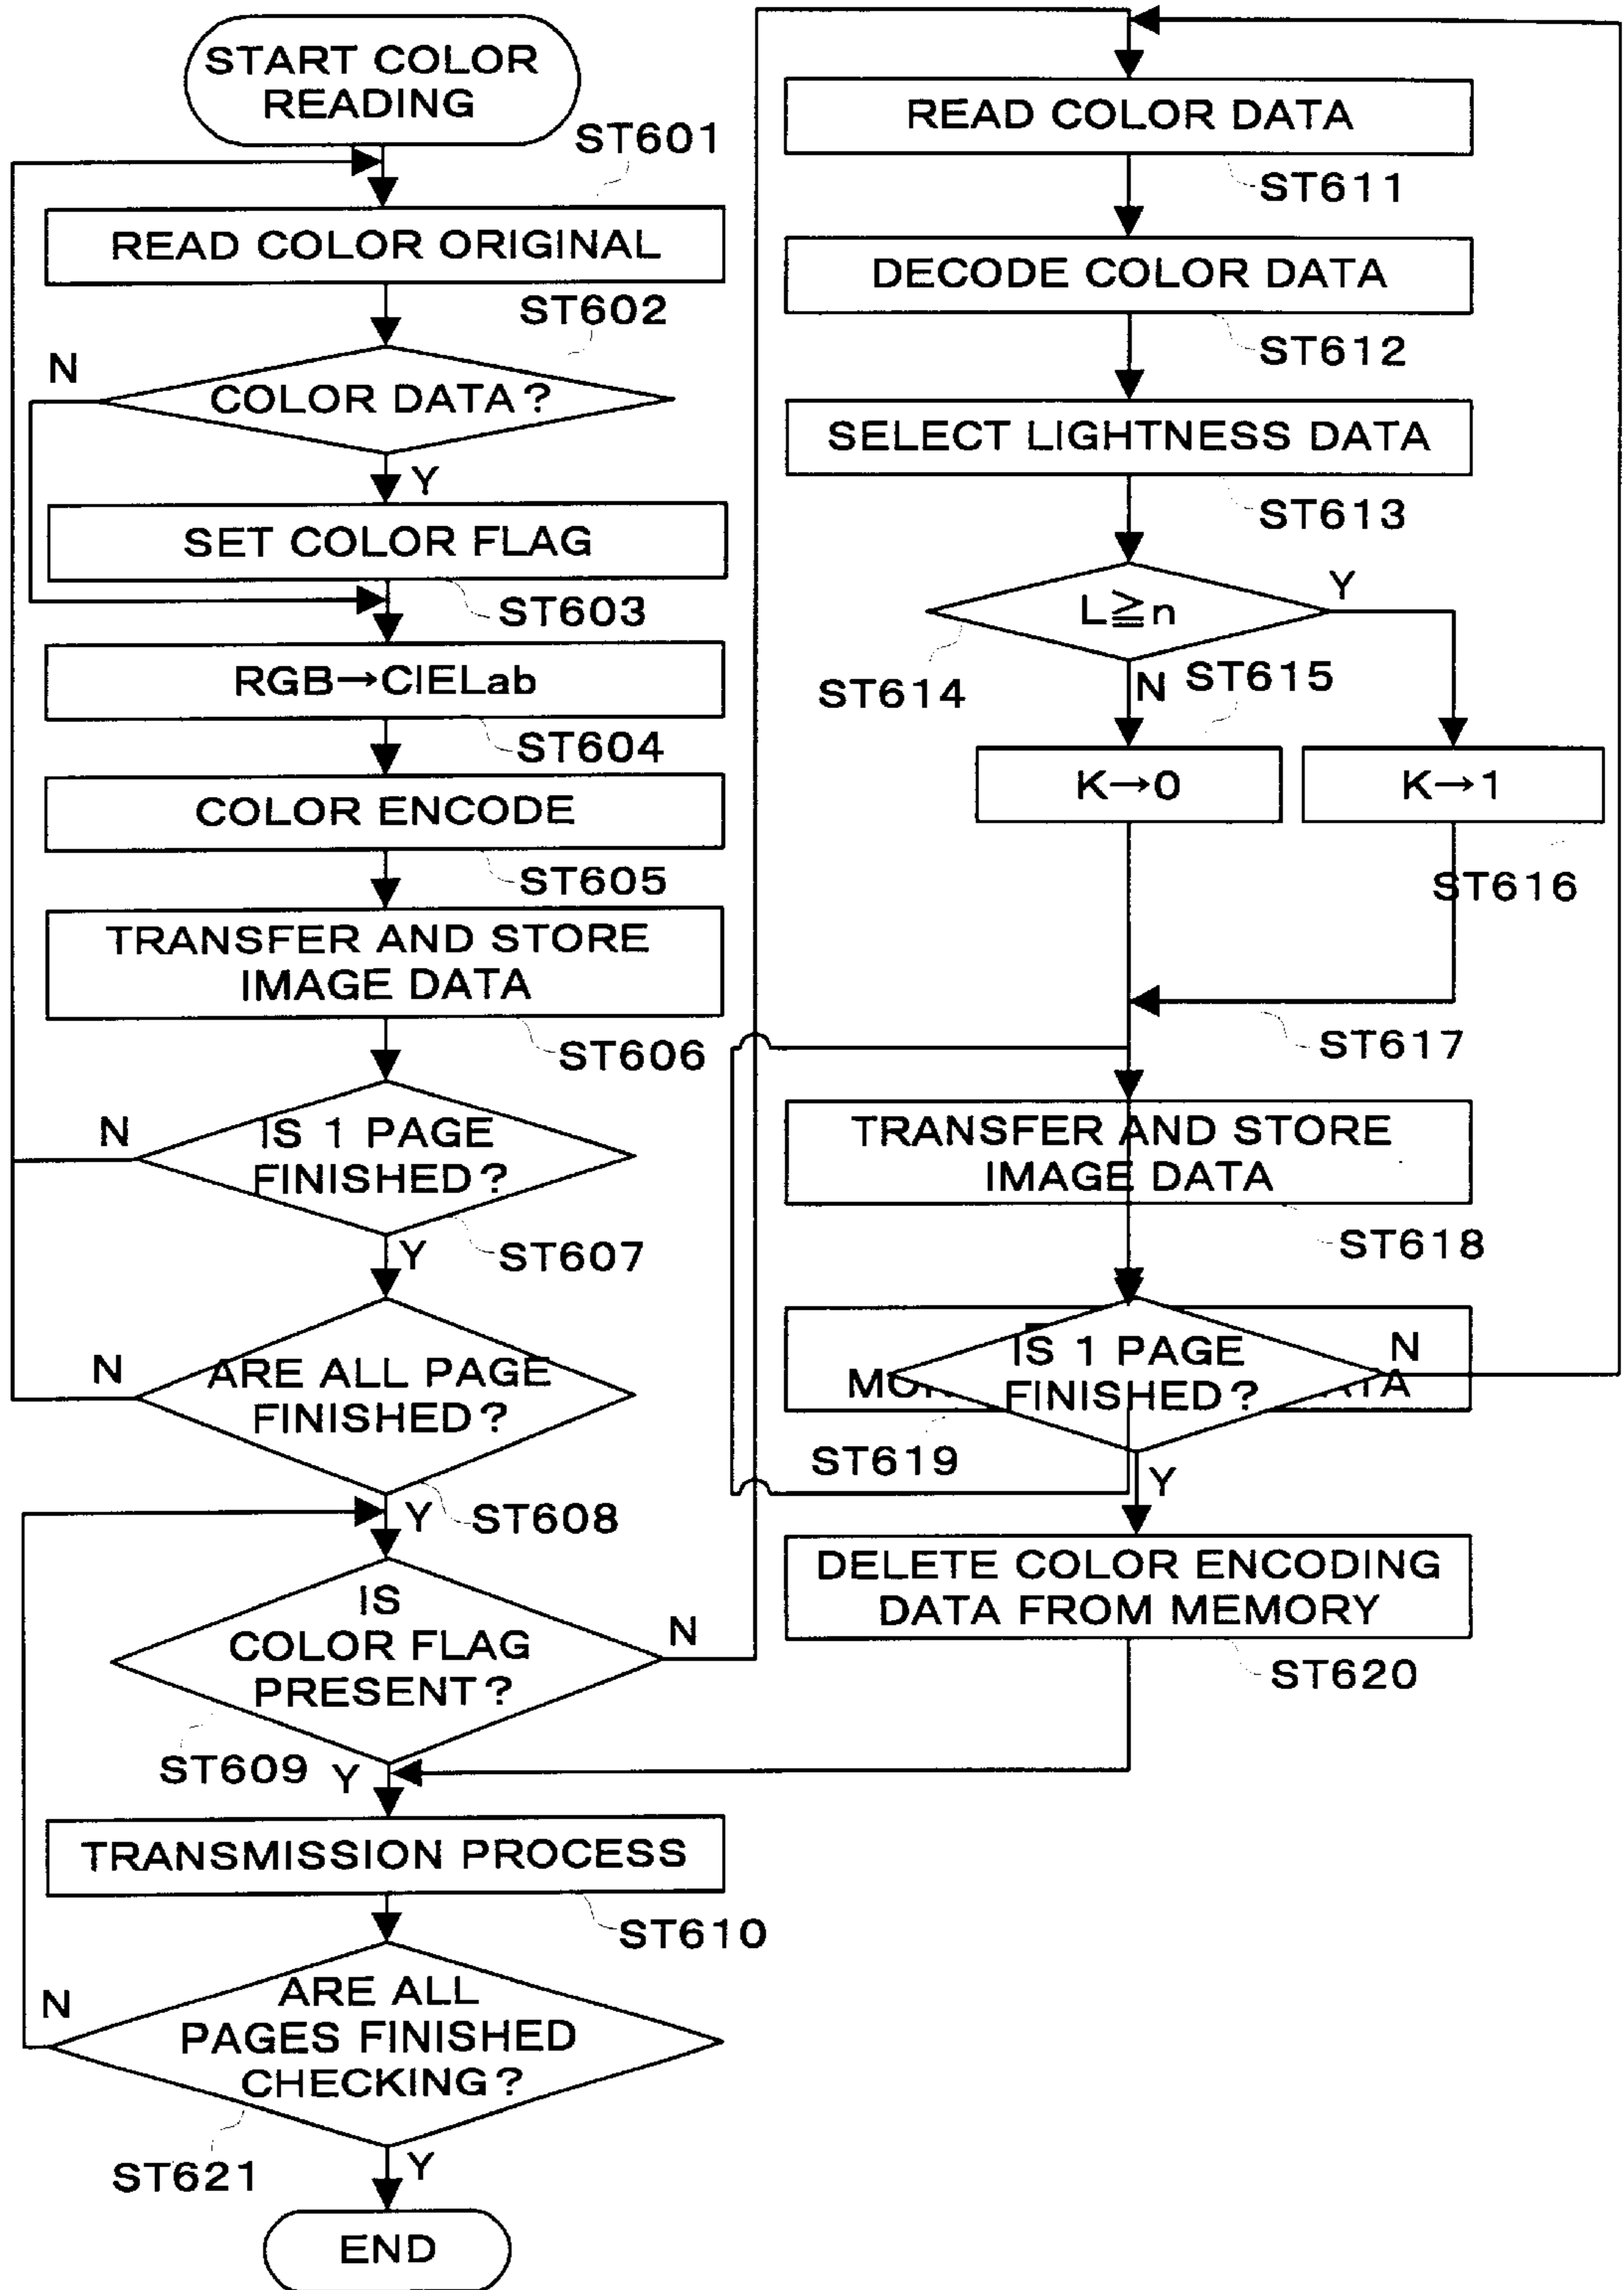 START COLOR
READING
ST601
READ COLOR ORIGINAL
ST602
N
COLOR DATA?
Y
SET COLOR FLAG
ST603
RGB→CIELab
ST604
COLOR ENCODE
ST605
TRANSFER AND STORE
IMAGE DATA
ST606
N
IS 1 PAGE
FINISHED?
ST607
Y
N
ARE ALL PAGE
FINISHED?
ST608
Y
IS
COLOR FLAG
PRESENT?
N
ST609
Y
TRANSMISSION PROCESS
ST610
N
ARE ALL
PAGES FINISHED
CHECKING?
ST621
Y
END
READ COLOR DATA
ST611
DECODE COLOR DATA
ST612
SELECT LIGHTNESS DATA
ST613
L≧n
Y
ST614
N
ST615
K→0
K→1
ST616
ST617
TRANSFER AND STORE
IMAGE DATA
ST618
IS 1 PAGE
FINISHED?
N
ST619
Y
DELETE COLOR ENCODING
DATA FROM MEMORY
ST620